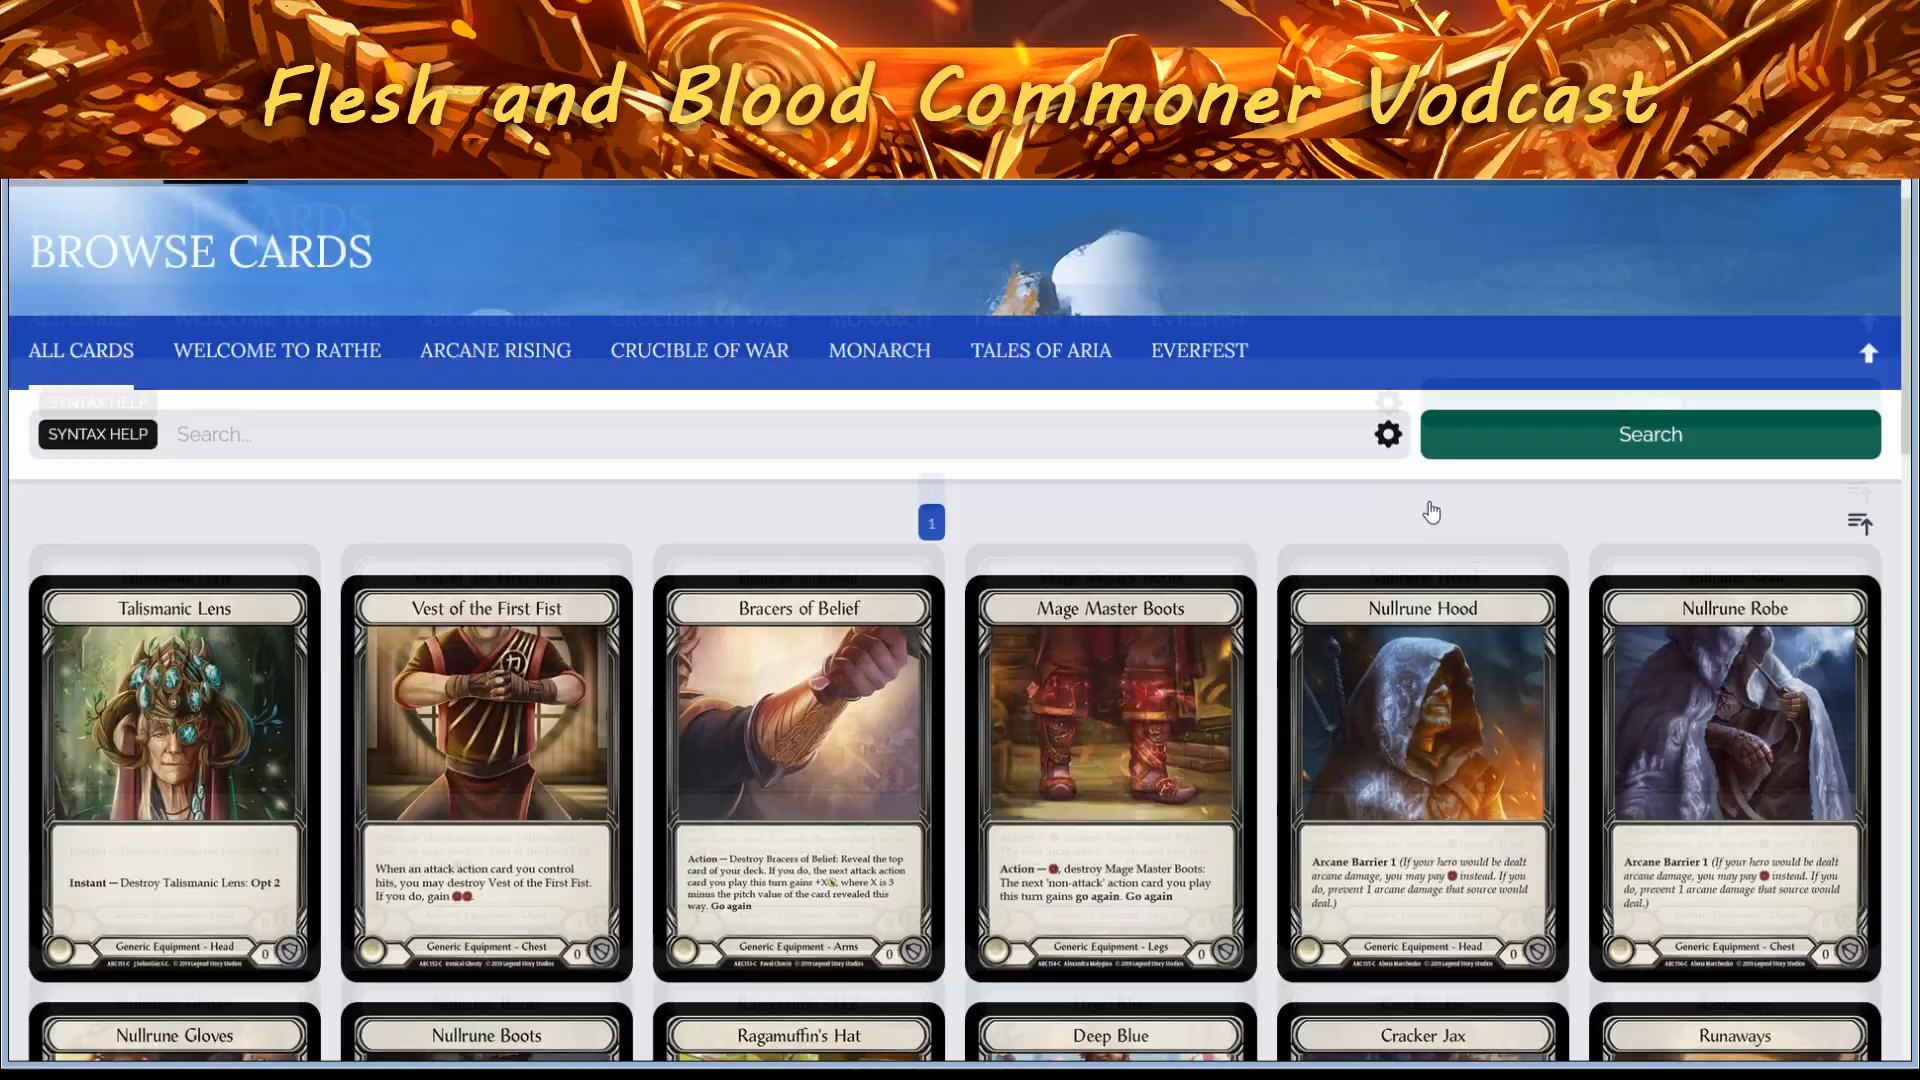 Flesh and Blood Commoner Vodcast
BROWSE CARDS
ALL CARDS WELCOME TO RATHE ARCANE RISING CRUCIBLE OF WAR MONARCH TALES OF ARIA EVERFEST
SYNTAX HELP Search... Search
1
Talismanic Lens
Instant — Destroy Talismanic Lens: Opt 2
Generic Equipment - Head
0
Vest of the First Fist
When an attack action card you control
hits, you may destroy Vest of the First Fist.
If you do, gain
Generic Equipment - Chest
0
Bracers of Belief
Action — Destroy Bracers of Belief: Reveal the top
card of your deck. If you do, the next attack action
card you play this turn gains +X, where X is 3
minus the pitch value of the card revealed this
way. Go again
Generic Equipment - Arms
0
Mage Master Boots
Action — , destroy Mage Master Boots:
The next 'non-attack' action card you play
this turn gains go again. Go again
Generic Equipment - Legs
0
Nullrune Hood
Arcane Barrier 1 (If your hero would be dealt
arcane damage, you may pay instead. If you
do, prevent 1 arcane damage that source would
deal.)
Generic Equipment - Head
0
Nullrune Robe
Arcane Barrier 1 (If your hero would be dealt
arcane damage, you may pay instead. If you
do, prevent 1 arcane damage that source would
deal.)
Generic Equipment - Chest
0
Nullrune Gloves
Nullrune Boots
Ragamuffin's Hat
Deep Blue
Cracker Jax
Runaways